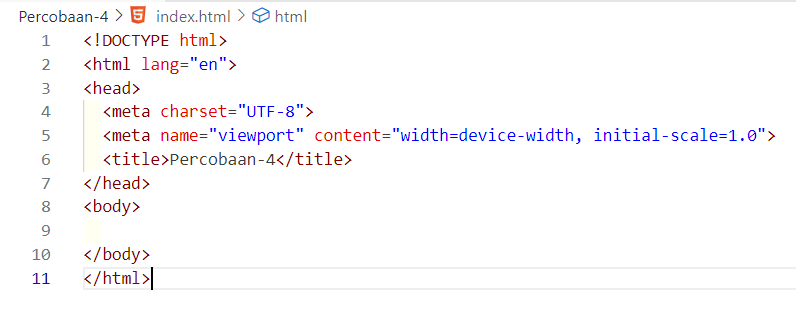 Percobaan-4 > index.html > html
1 <!DOCTYPE html>
2 <html lang="en">
3 <head>
4   <meta charset="UTF-8">
5   <meta name="viewport" content="width=device-width, initial-scale=1.0">
6   <title>Percobaan-4</title>
7 </head>
8 <body>
9
10 </body>
11 </html>